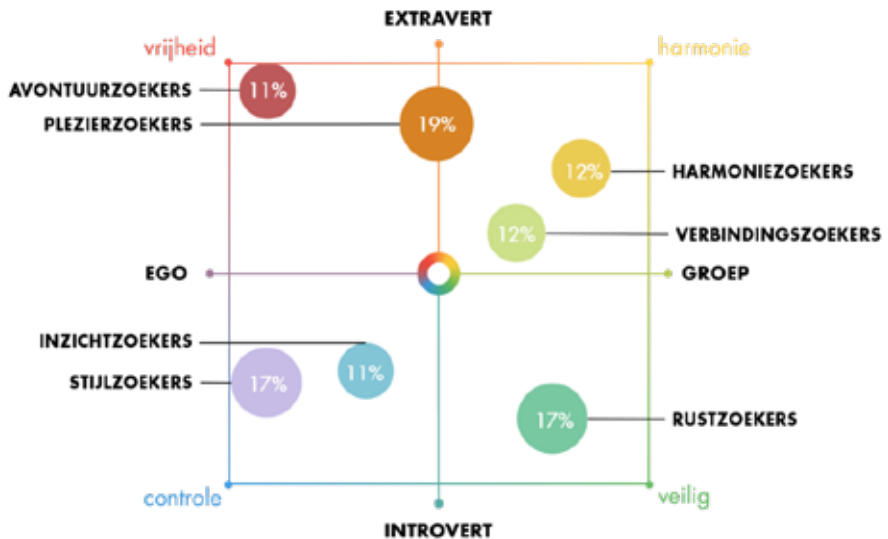 EXTRAVERT
vrijheid
harmonie
AVONTUURZOEKERS
11%
PLEZIERZOEKERS
19%
12%
HARMONIEZOEKERS
12%
VERBINDINGSZOEKERS
EGO
GROEP
INZICHTZOEKERS
11%
STIJLZOEKERS
17%
17%
RUSTZOEKERS
controle
veilig
INTROVERT